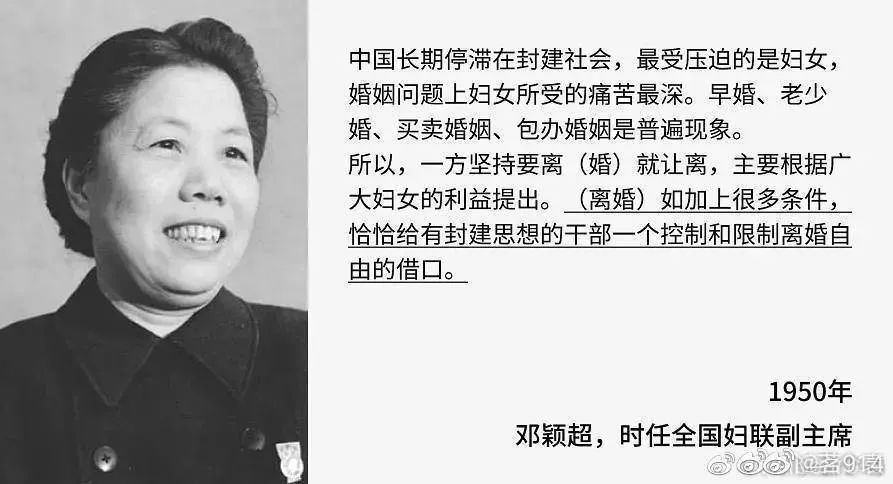 中国长期停滞在封建社会，最受压迫的是妇女，
婚姻问题上妇女所受的痛苦最深。早婚、老少
婚、买卖婚姻、包办婚姻是普遍现象。
所以，一方坚持要离（婚）就让离，主要根据广
大妇女的利益提出。（离婚）如加上很多条件，
恰恰给有封建思想的干部一个控制和限制离婚自
由的借口。
1950年
邓颖超，时任全国妇联副主席